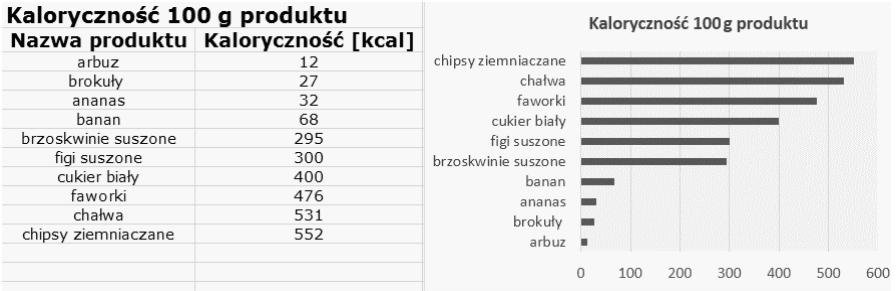 Kaloryczność 100 g produktu
Nazwa produktu Kaloryczność [kcal]
arbuz 12
brokuły 27
ananas 32
banan 68
brzoskwinie suszone 295
figi suszone 300
cukier biały 400
faworki 476
chałwa 531
chipsy ziemniaczane 552
Kaloryczność 100 g produktu
chipsy ziemniaczane
chałwa
faworki
cukier biały
figi suszone
brzoskwinie suszone
banan
ananas
brokuły
arbuz
0 100 200 300 400 500 600